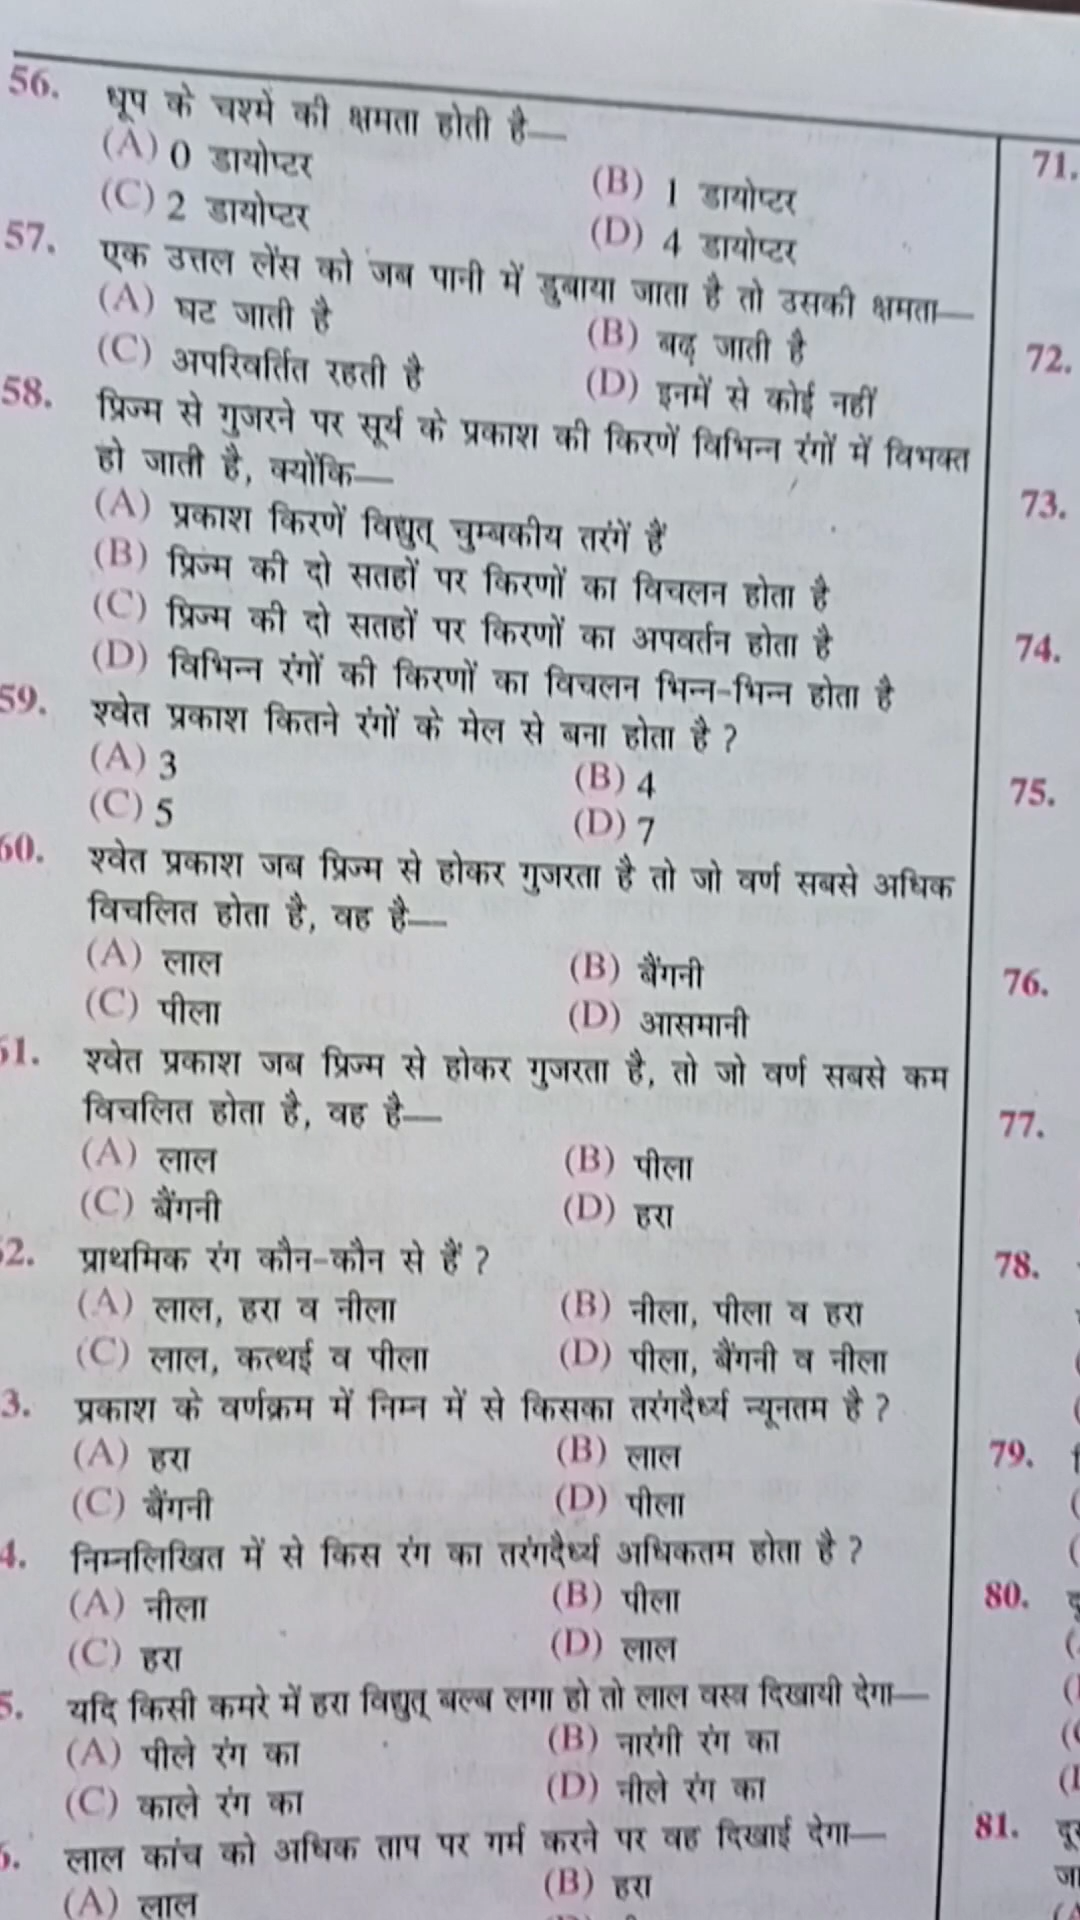 56. धूप के चश्मे की क्षमता होती है—
(A) 0 डायोप्टर
(B) 1 डायोप्टर
(C) 2 डायोप्टर
(D) 4 डायोप्टर
57. एक उत्तल लेंस को जब पानी में डुबाया जाता है तो उसकी क्षमता—
(A) घट जाती है
(B) बढ़ जाती है
(C) अपरिवर्तित रहती है
(D) इनमें से कोई नहीं
58. प्रिज्म से गुजरने पर सूर्य के प्रकाश की किरणें विभिन्न रंगों में विभक्त
हो जाती है, क्योंकि—
(A) प्रकाश किरणें विद्युत् चुम्बकीय तरंगें हैं
(B) प्रिज्म की दो सतहों पर किरणों का विचलन होता है
(C) प्रिज्म की दो सतहों पर किरणों का अपवर्तन होता है
(D) विभिन्न रंगों की किरणों का विचलन भिन्न-भिन्न होता है
59. श्वेत प्रकाश कितने रंगों के मेल से बना होता है ?
(A) 3
(B) 4
(C) 5
(D) 7
60. श्वेत प्रकाश जब प्रिज्म से होकर गुजरता है तो जो वर्ण सबसे अधिक
विचलित होता है, वह है—
(A) लाल
(B) बैंगनी
(C) पीला
(D) आसमानी
61. श्वेत प्रकाश जब प्रिज्म से होकर गुजरता है, तो जो वर्ण सबसे कम
विचलित होता है, वह है—
(A) लाल
(B) पीला
(C) बैंगनी
(D) हरा
2. प्राथमिक रंग कौन-कौन से हैं ?
(A) लाल, हरा व नीला
(B) नीला, पीला व हरा
(C) लाल, कत्थई व पीला
(D) पीला, बैंगनी व नीला
3. प्रकाश के वर्णक्रम में निम्न में से किसका तरंगदैर्ध्य न्यूनतम है ?
(A) हरा
(B) लाल
(C) बैंगनी
(D) पीला
4. निम्नलिखित में से किस रंग का तरंगदैर्ध्य अधिकतम होता है ?
(A) नीला
(B) पीला
(C) हरा
(D) लाल
5. यदि किसी कमरे में हरा विद्युत् बल्ब लगा हो तो लाल वस्त्र दिखायी देगा—
(A) पीले रंग का
(B) नारंगी रंग का
(C) काले रंग का
(D) नीले रंग का
लाल कांच को अधिक ताप पर गर्म करने पर वह दिखाई देगा—
(A) लाल
(B) हरा
71.
72.
73.
74.
75.
76.
77.
78.
79.
80.
81.